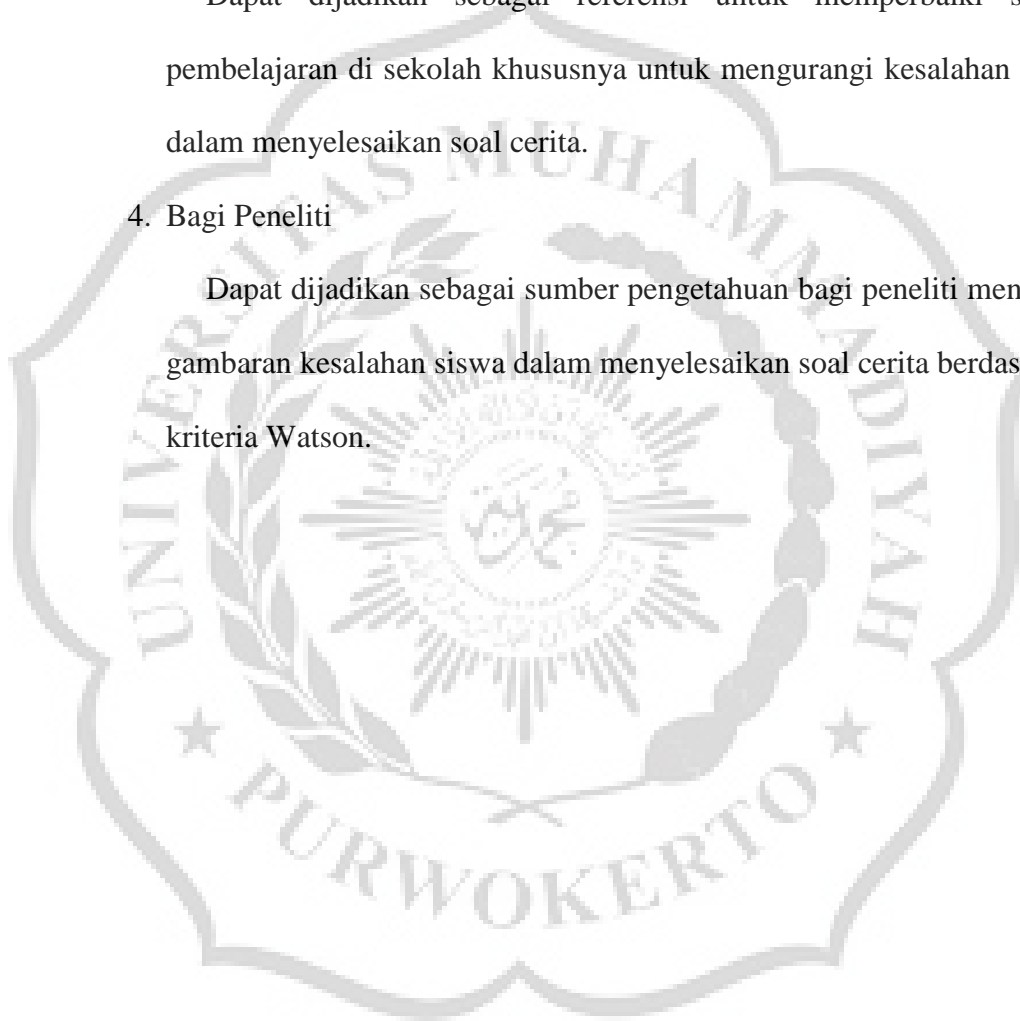 Dapat dijadikan sebagai referensi untuk memperbaiki s
pembelajaran di sekolah khususnya untuk mengurangi kesalahan
dalam menyelesaikan soal cerita.
4. Bagi Peneliti
Dapat dijadikan sebagai sumber pengetahuan bagi peneliti men
gambaran kesalahan siswa dalam menyelesaikan soal cerita berdas
kriteria Watson.
UNIVERSITAS MUHAMMADIYAH
★ PURWOKERTO ★